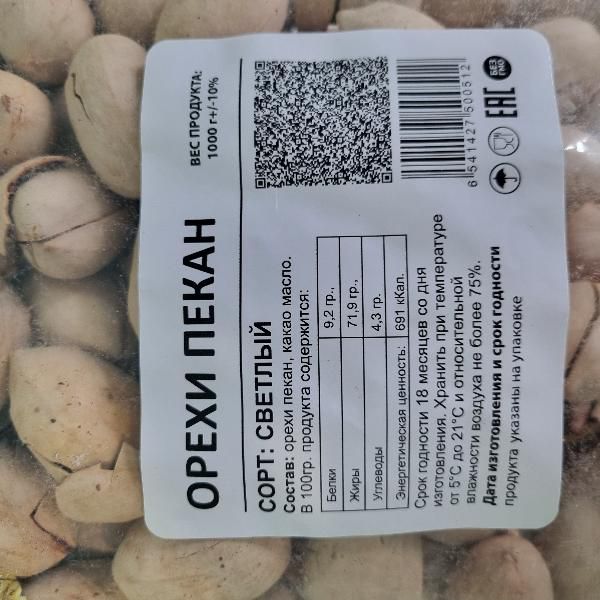 ОРЕХИ ПЕКАН
ВЕС ПРОДУКТА:
1000 г+/-10%
СОРТ: СВЕТЛЫЙ
Состав: орехи пекан, какао масло.
В 100гр. продукта содержится:
Белки 9,2 гр.,
Жиры 71,9 гр.,
Углеводы 4,3 гр.
Энергетическая ценность: 691 кКал.
Срок годности 18 месяцев со дня
изготовления. Хранить при температуре
от 5°С до 21°С и относительной
влажности воздуха не более 75%.
Дата изготовления и срок годности
продукта указаны на упаковке
6 541427 500512
EAC
БЕЗ
ГМО